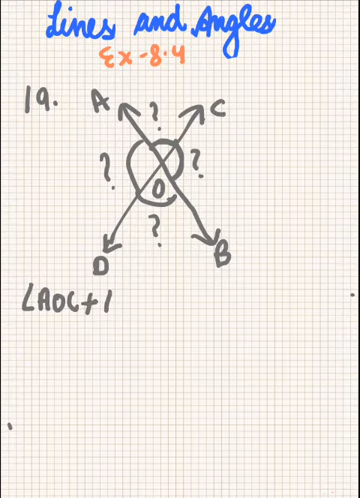 Lines and Angles
Ex-8.4
19. A ? C
? ?
O
?
D B
∠AOC+1